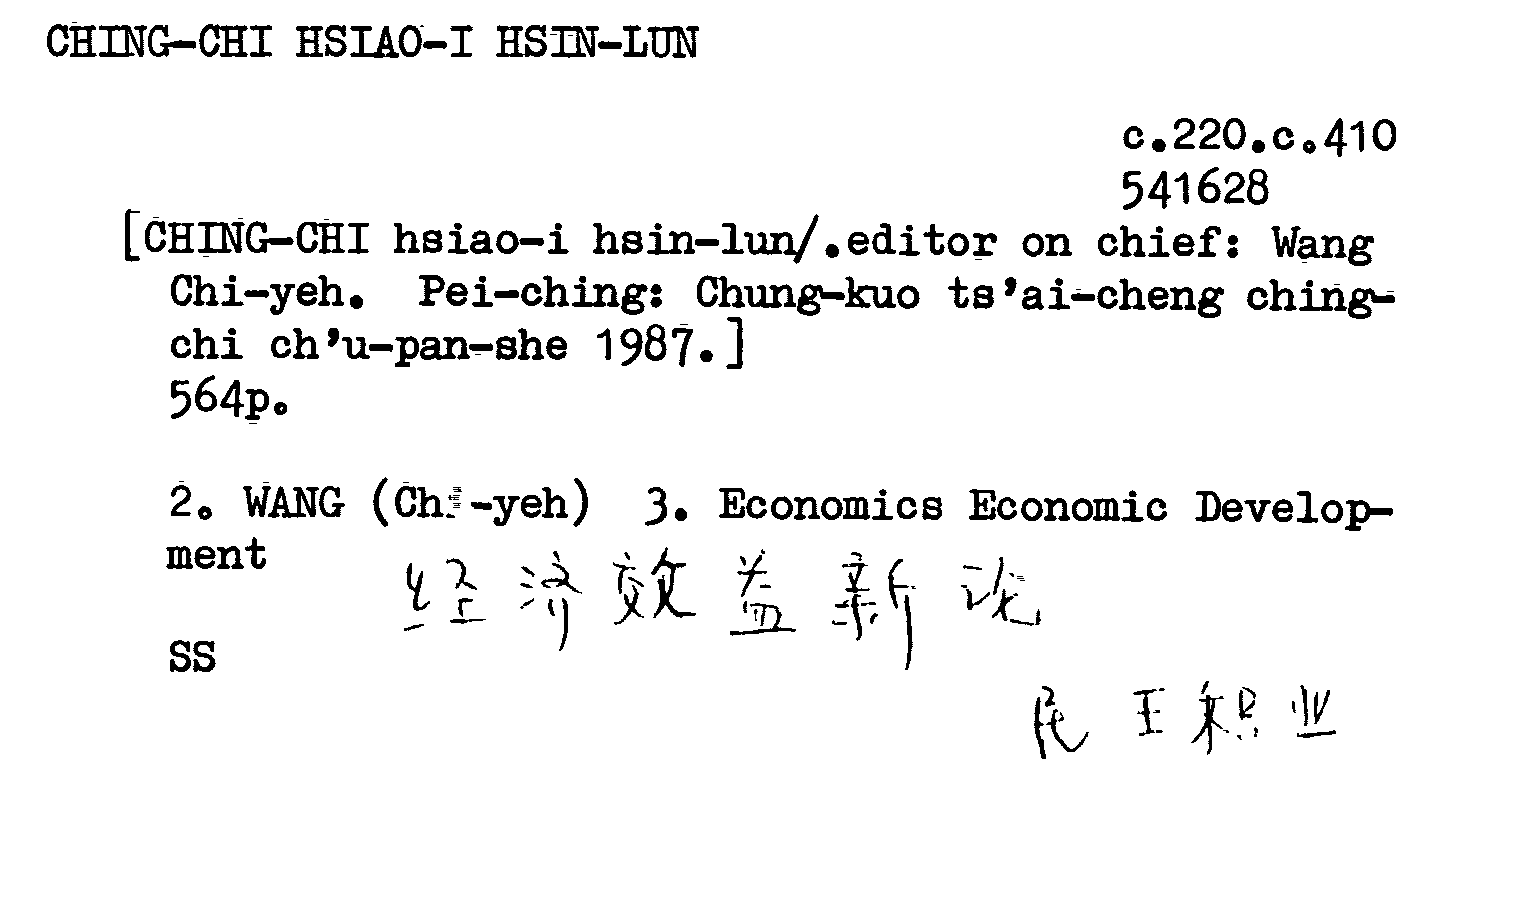 CHING-CHI HSIAO-I HSIN-LUN
c.220.c.410
541628
[CHING-CHI hsiao-i hsin-lun/.editor on chief: Wang
Chi-yeh. Pei-ching: Chung-kuo ts'ai-cheng ching-
chi ch'u-pan-she 1987.]
564p.
2. WANG (Chi-yeh) 3. Economics Economic Develop-
ment
经济效益新论
SS
王积业